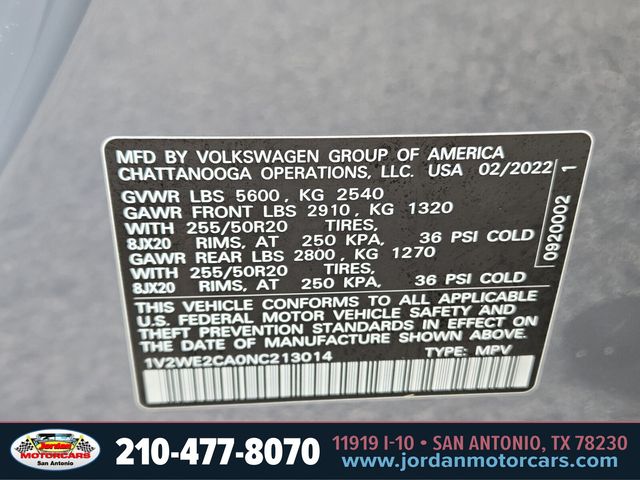 MFD BY VOLKSWAGEN GROUP OF AMERICA
CHATTANOOGA OPERATIONS, LLC. USA 02/2022 1
GVWR LBS 5600, KG 2540
GAWR FRONT LBS 2910, KG 1320
WITH 255/50R20 TIRES,
8JX20 RIMS, AT 250 KPA, 36 PSI COLD
GAWR REAR LBS 2800, KG 1270
WITH 255/50R20 TIRES,
8JX20 RIMS, AT 250 KPA, 36 PSI COLD
THIS VEHICLE CONFORMS TO ALL APPLICABLE
U.S. FEDERAL MOTOR VEHICLE SAFETY AND
THEFT PREVENTION STANDARDS IN EFFECT ON
THE DATE OF MANUFACTURE SHOWN ABOVE.
1V2WE2CA0NC213014 TYPE: MPV
0920002
Jordan
MOTORCARS
San Antonio
210-477-8070
11919 I-10 • SAN ANTONIO, TX 78230
www.jordanmotorcars.com